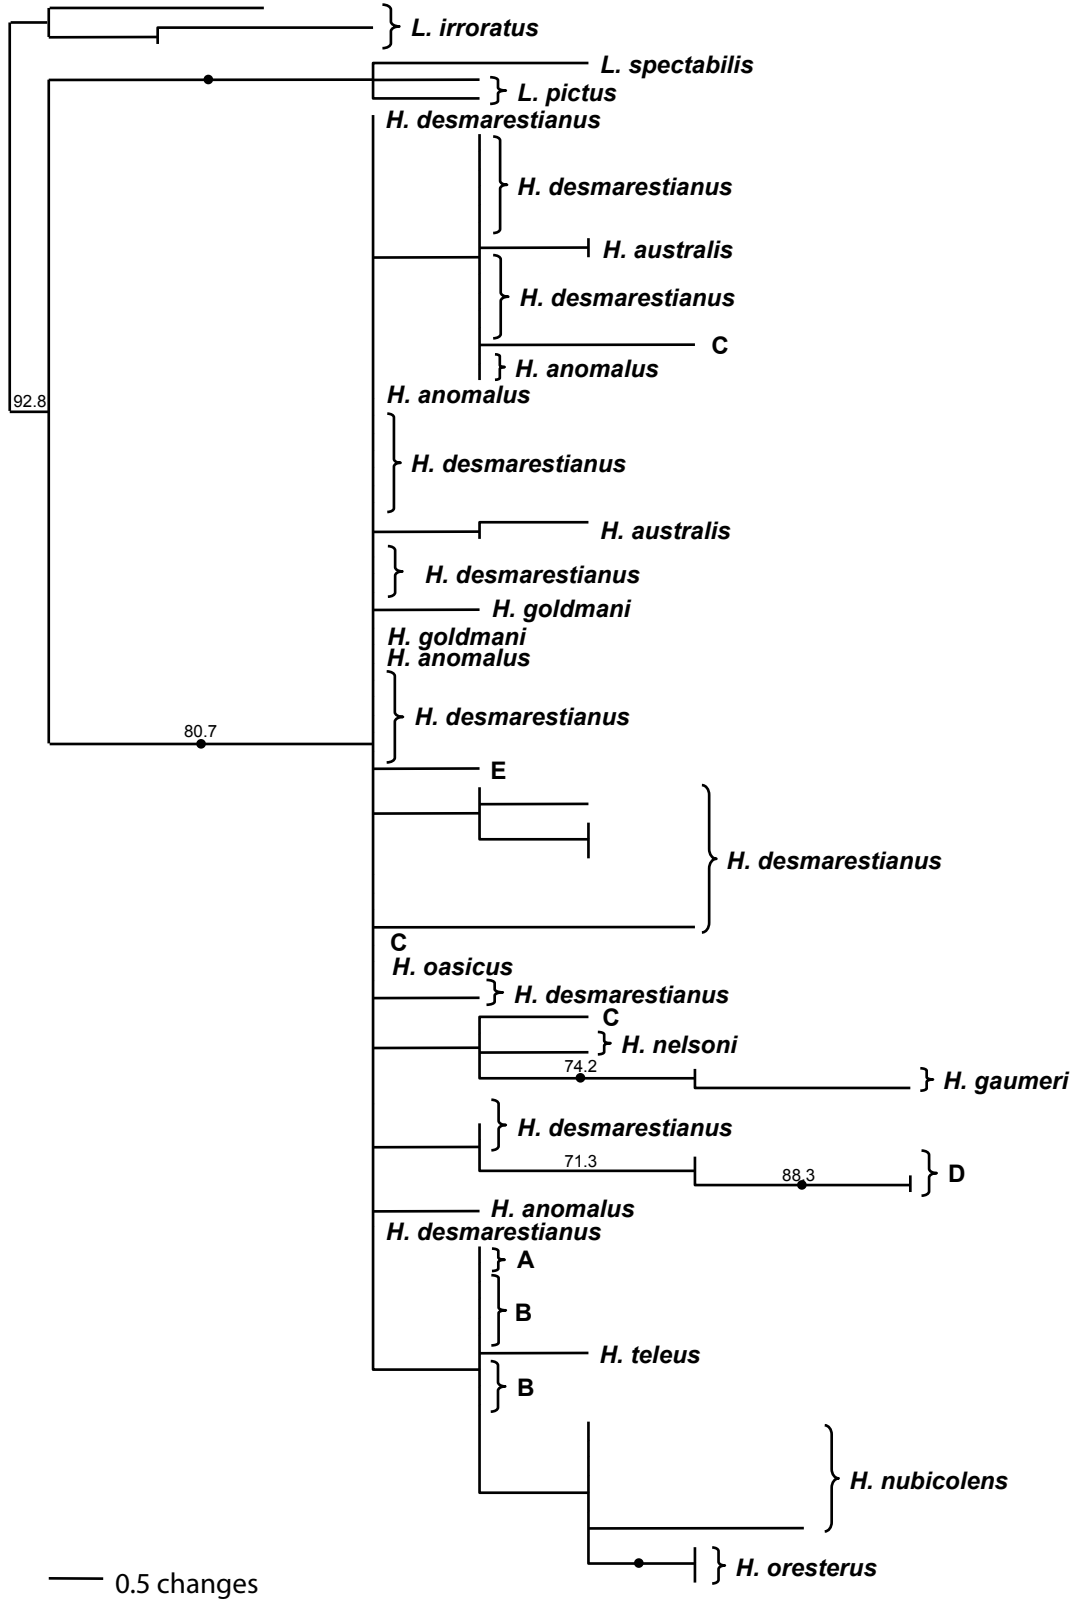 L. irroratus
L. spectabilis
L. pictus
H. desmarestianus
H. desmarestianus
H. australis
H. desmarestianus
C
H. anomalus
H. anomalus
92.8
H. desmarestianus
H. australis
H. desmarestianus
H. goldmani
H. goldmani
H. anomalus
H. desmarestianus
80.7
E
H. desmarestianus
C
H. oasicus
H. desmarestianus
C
H. nelsoni
74.2
H. gaumeri
H. desmarestianus
71.3
88.3
D
H. anomalus
H. desmarestianus
A
B
H. teleus
B
H. nubicolens
H. oresterus
0.5 changes